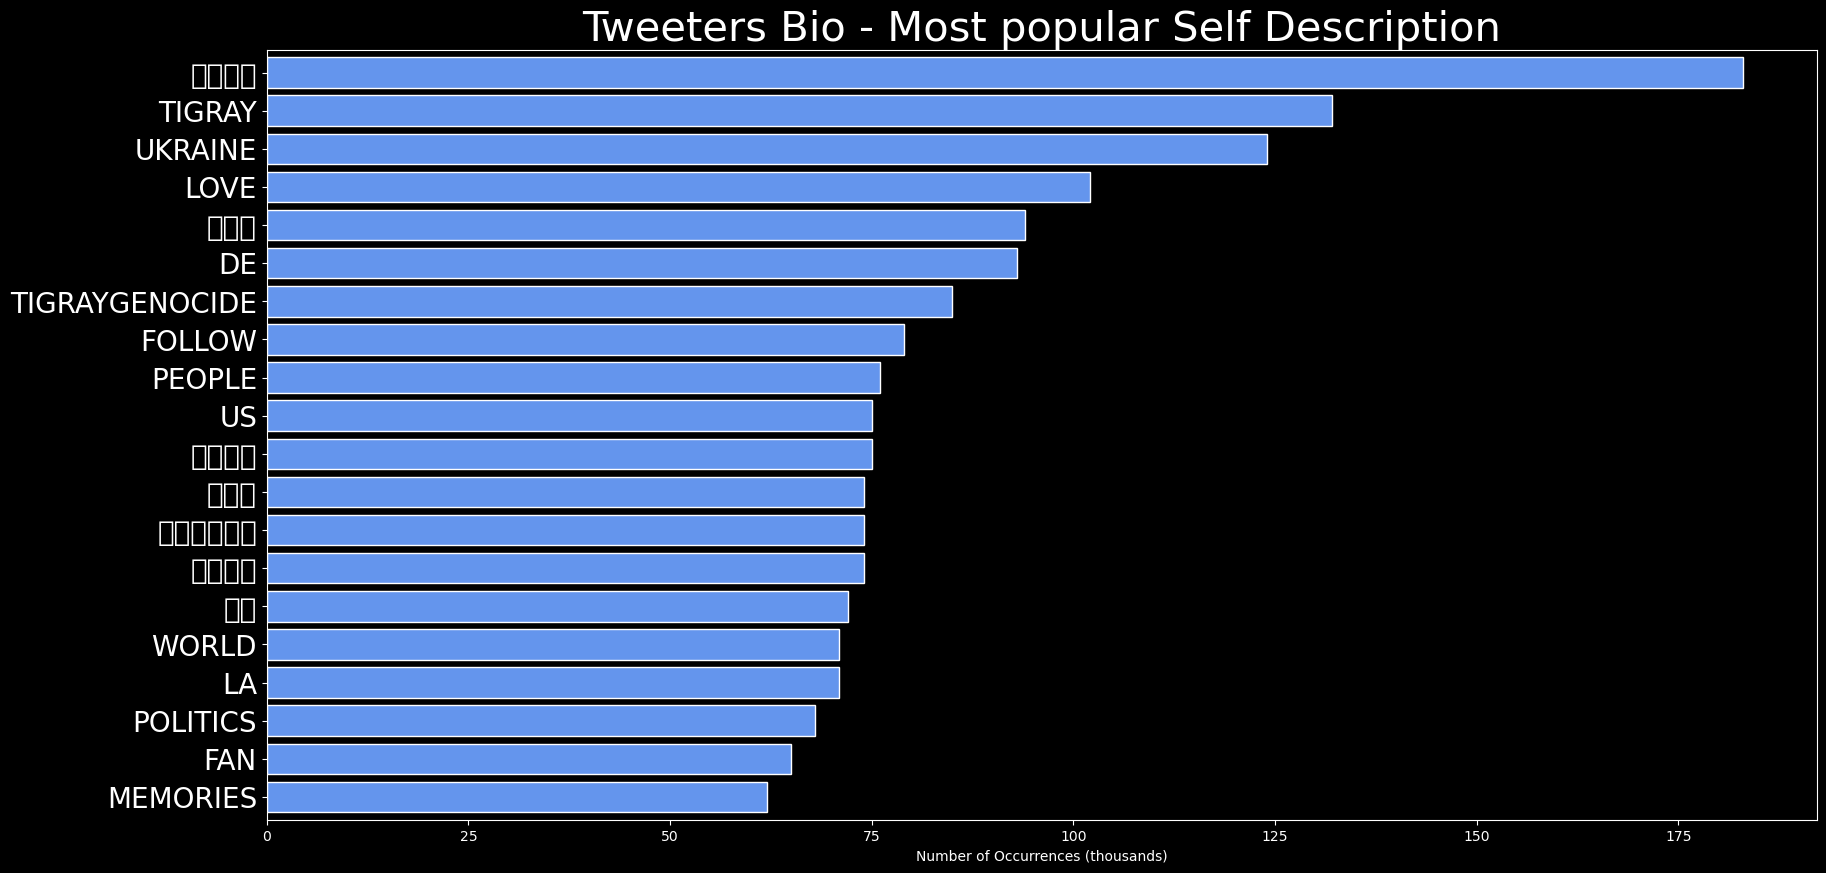 Tweeters Bio - Most popular Self Description
TIGRAY
UKRAINE
LOVE
DE
TIGRAYGENOCIDE
FOLLOW
PEOPLE
US
WORLD
LA
POLITICS
FAN
MEMORIES
0 25 50 75 100 125 150 175
Number of Occurrences (thousands)